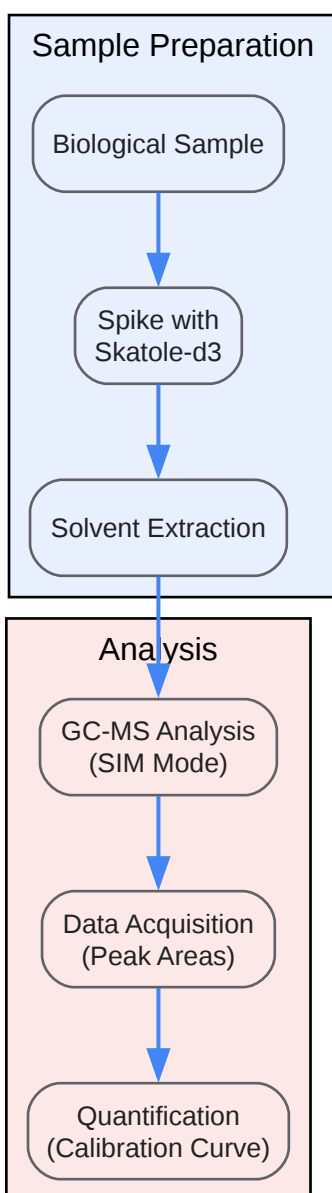 Sample Preparation
Biological Sample
Spike with
Skatole-d3
Solvent Extraction
Analysis
GC-MS Analysis
(SIM Mode)
Data Acquisition
(Peak Areas)
Quantification
(Calibration Curve)